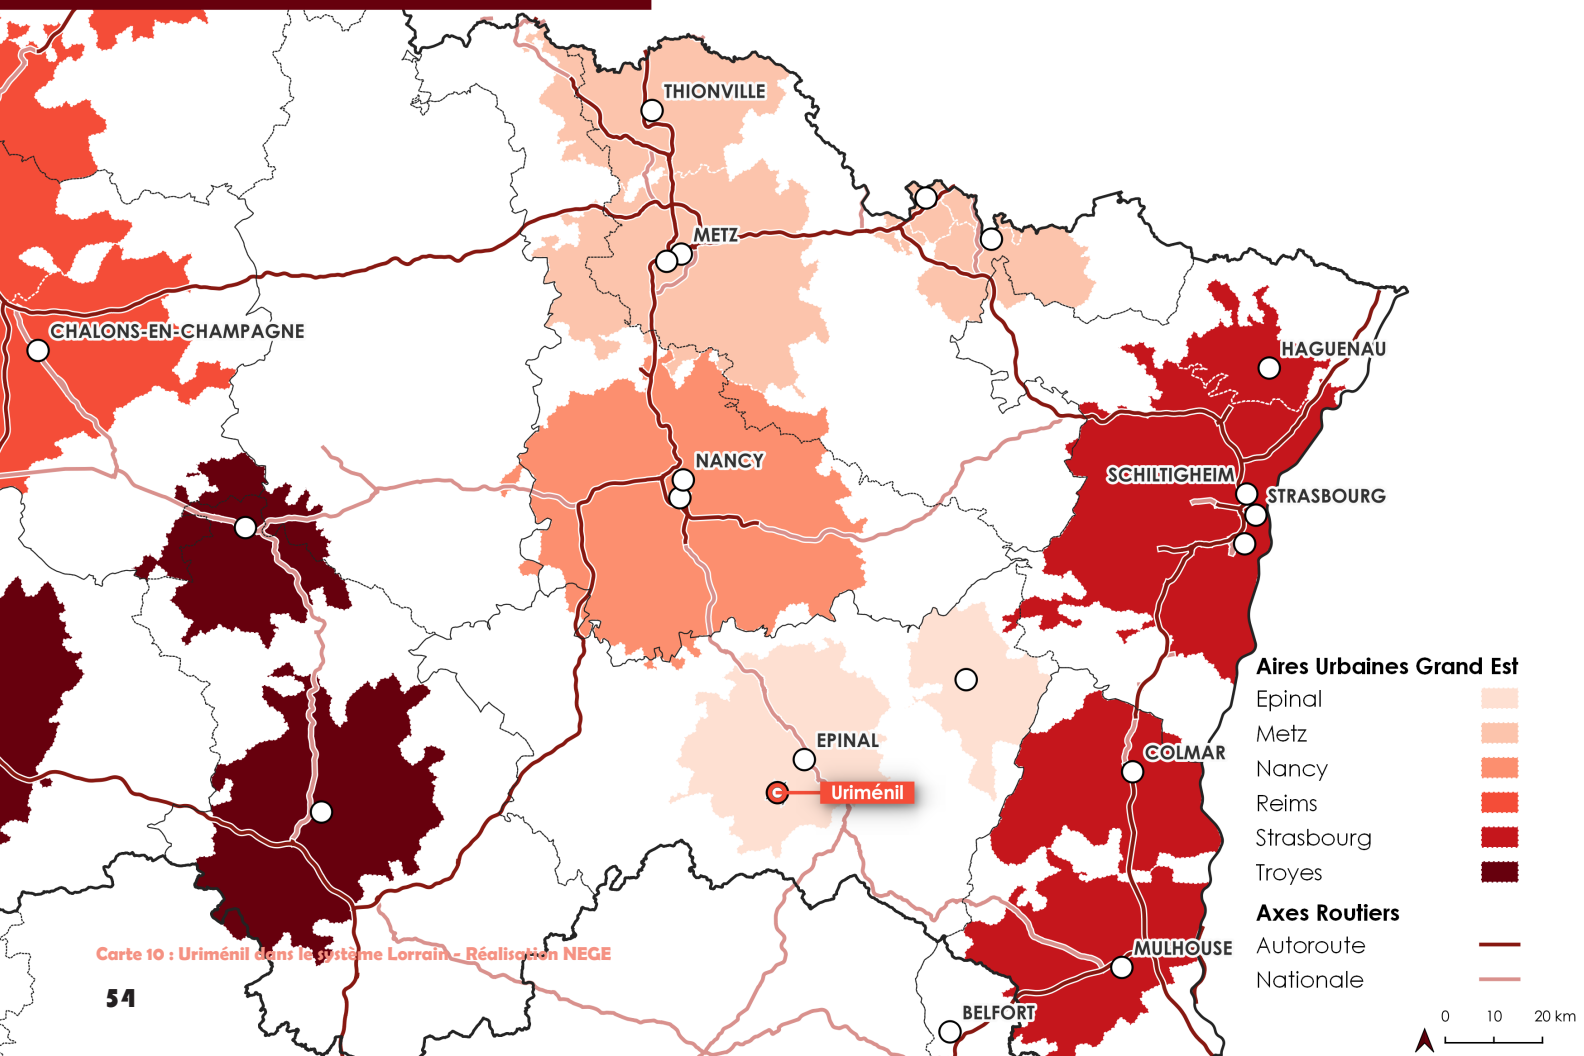 THIONVILLE
METZ
CHALONS-EN-CHAMPAGNE
HAGUENAU
NANCY
SCHILTIGHEIM
STRASBOURG
EPINAL
C
Uriménil
COLMAR
MULHOUSE
BELFORT
Aires Urbaines Grand Est
Epinal
Metz
Nancy
Reims
Strasbourg
Troyes
Axes Routiers
Autoroute
Nationale
0 10 20 km
Carte 10 : Uriménil dans le système Lorrain - Réalisation NEGE
54